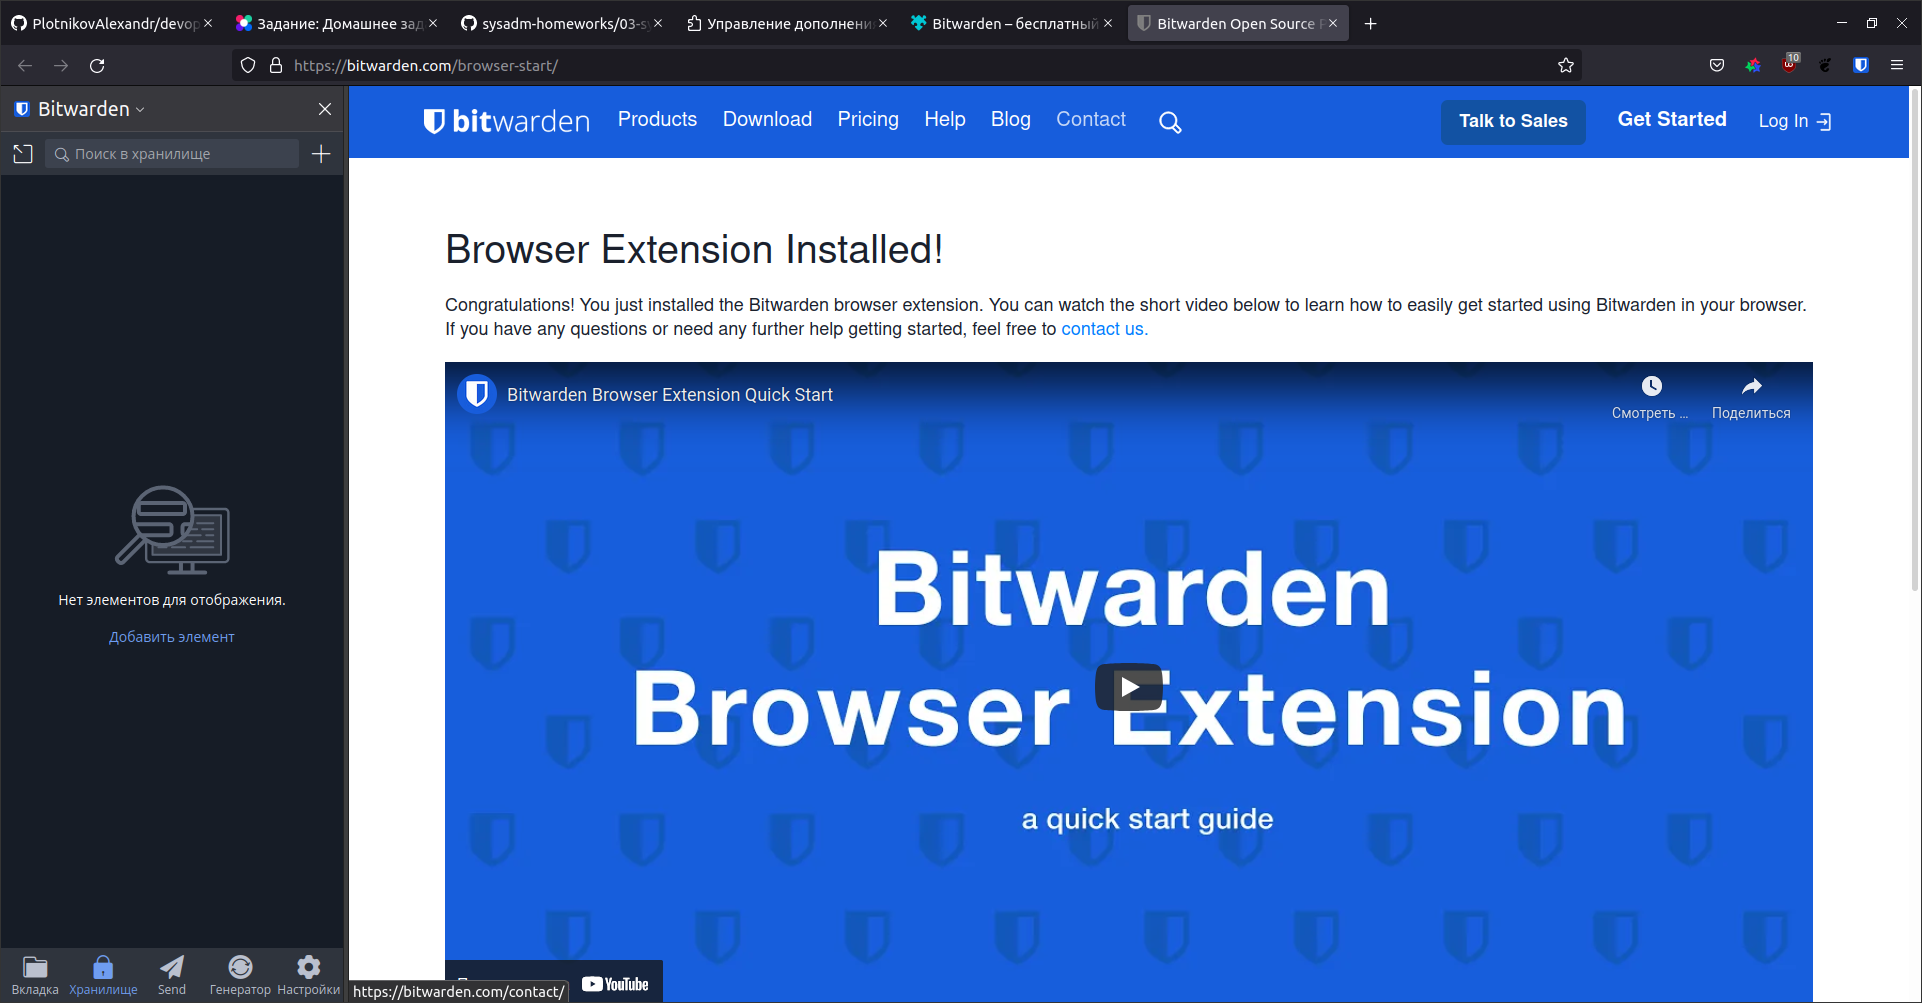 PlotnikovAlexandr/devop
Задание: Домашнее зад
sysadm-homeworks/03-sy
Управление дополнени
Bitwarden – бесплатный
Bitwarden Open Source P
https://bitwarden.com/browser-start/
10
Bitwarden
Поиск в хранилище
Нет элементов для отображения.
Добавить элемент
Вкладка
Хранилище
Send
Генератор
Настройки
bitwarden
Products
Download
Pricing
Help
Blog
Contact
Talk to Sales
Get Started
Log In
Browser Extension Installed!
Congratulations! You just installed the Bitwarden browser extension. You can watch the short video below to learn how to easily get started using Bitwarden in your browser.
If you have any questions or need any further help getting started, feel free to contact us.
Bitwarden Browser Extension Quick Start
Смотреть ...
Поделиться
Bitwarden
Browser Extension
a quick start guide
YouTube
https://bitwarden.com/contact/